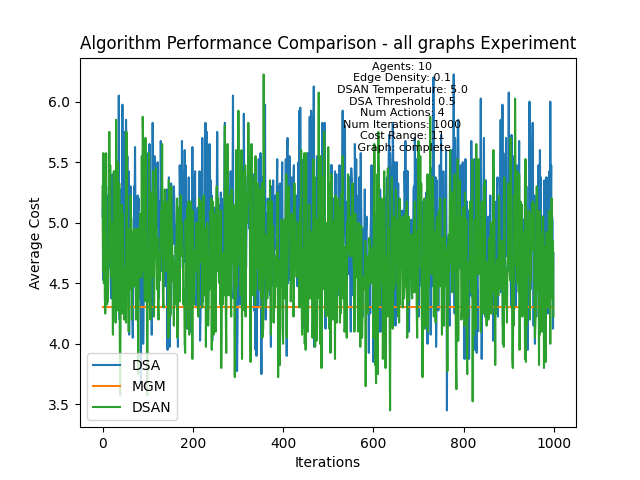 Algorithm Performance Comparison - all graphs Experiment
Agents: 10
Edge Density: 0.1
DSAN Temperature: 5.0
DSA Threshold: 0.5
Num Actions: 4
Num Iterations: 1000
Cost Range: 11
Graph: complete
Average Cost
6.0
5.5
5.0
4.5
4.0
3.5
DSA
MGM
DSAN
0 200 400 600 800 1000
Iterations